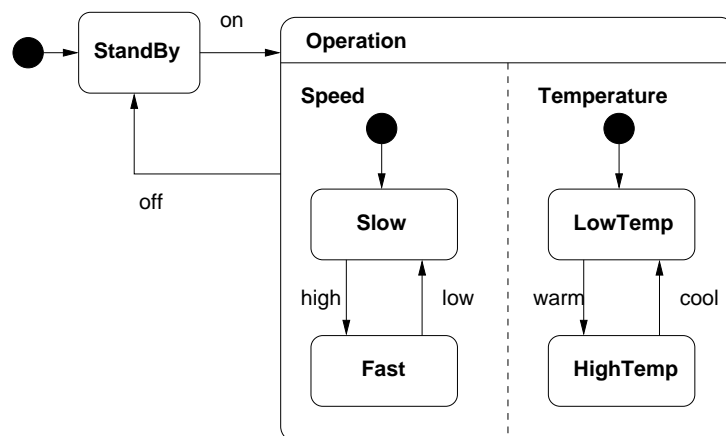 on
Operation
StandBy
Speed
Temperature
off
Slow
LowTemp
high
low
warm
cool
Fast
HighTemp